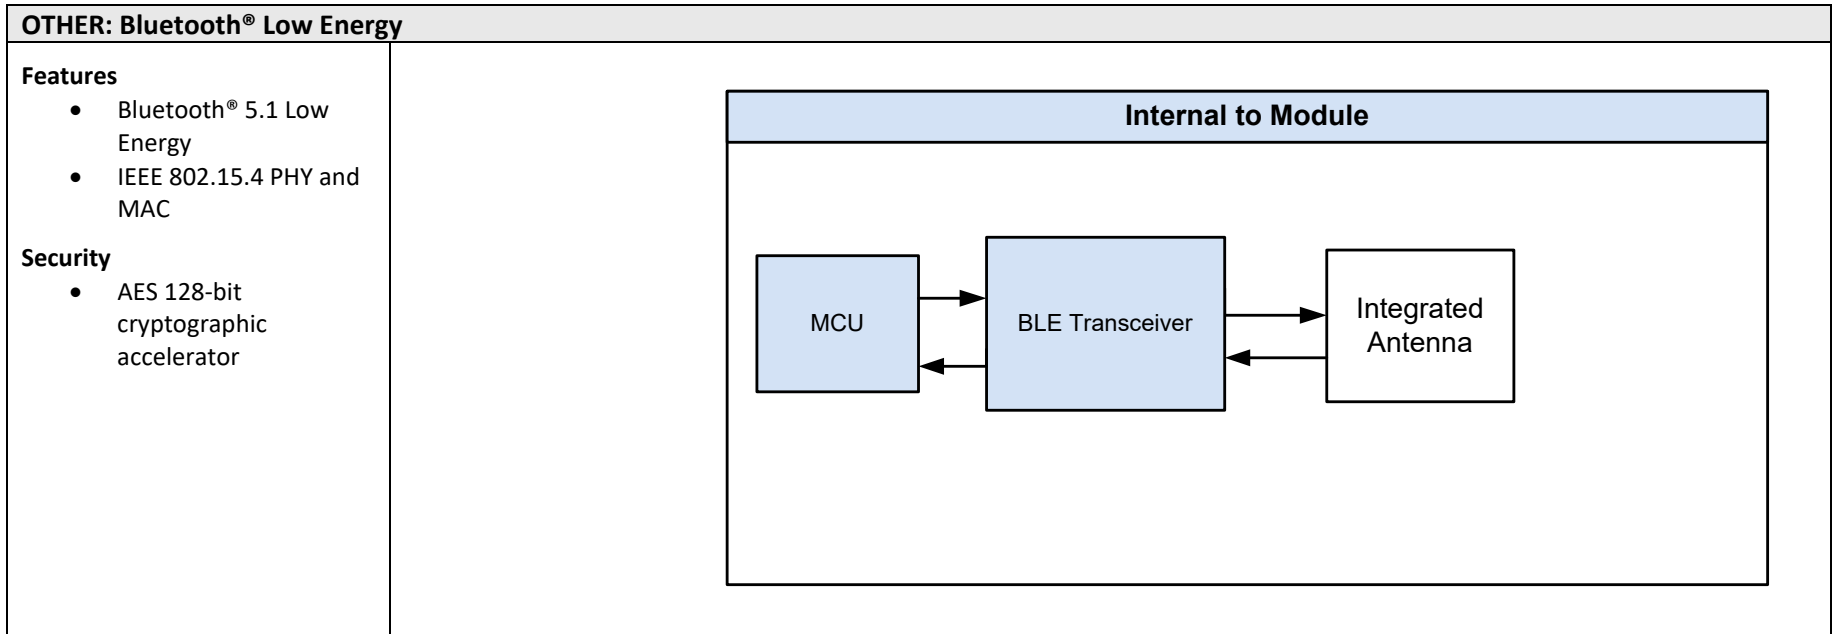 OTHER: Bluetooth® Low Energy
Features
• Bluetooth® 5.1 Low
Energy
• IEEE 802.15.4 PHY and
MAC
Security
• AES 128-bit
cryptographic
accelerator
Internal to Module
MCU
BLE Transceiver
Integrated
Antenna